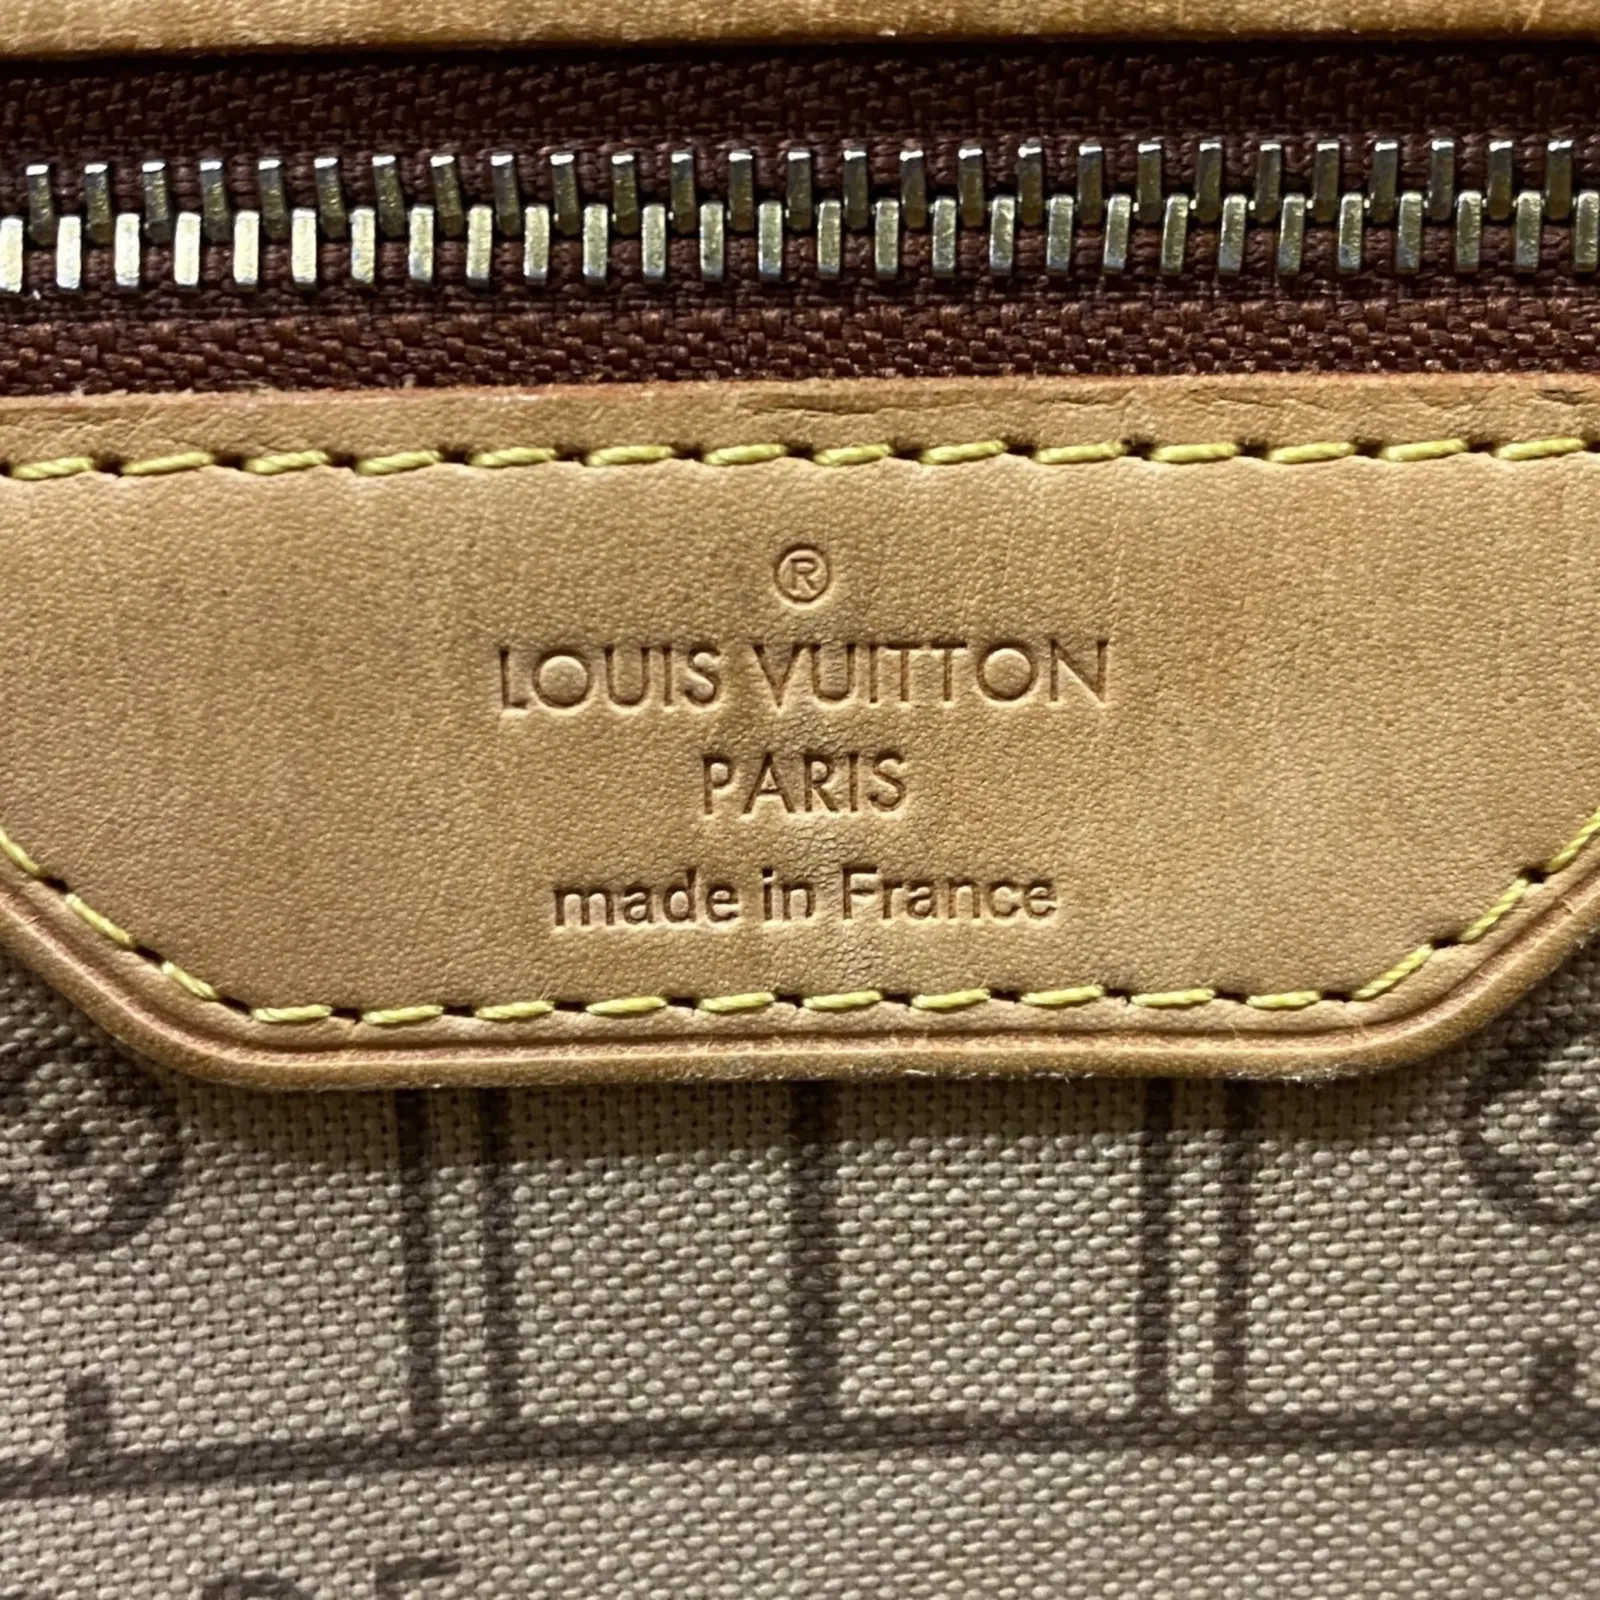 ®
LOUIS VUITTON
PARIS
made in France